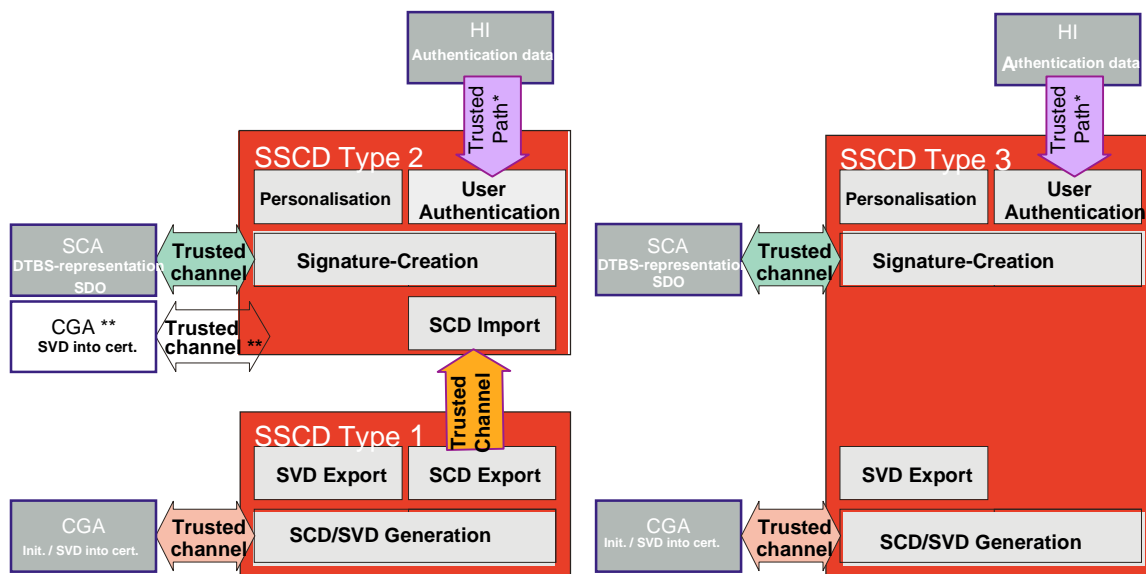 HI
Authentication data
Trusted
Path*
SSCD Type 2
Personalisation
User
Authentication
SCA
DTBS-representation
SDO
Trusted
channel
Signature-Creation
CGA **
SVD into cert.
Trusted
channel **
SCD Import
Trusted
Channel
SSCD Type 1
SVD Export
SCD Export
CGA
Init. / SVD into cert.
Trusted
channel
SCD/SVD Generation
HI
Authentication data
Trusted
Path*
SSCD Type 3
Personalisation
User
Authentication
SCA
DTBS-representation
SDO
Trusted
channel
Signature-Creation
SVD Export
CGA
Init. / SVD into cert.
Trusted
channel
SCD/SVD Generation